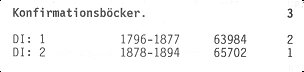 Konfirmationsböcker. 3
DI: 1 1796-1877 63984 2
DI: 2 1878-1894 65702 1